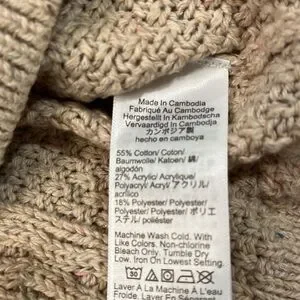 Made In Cambodia
Fabriqué Au Cambodge
Hergestellt In Kambodscha
Vervaardigd In Cambodja
カンボジア製
hecho en camboya
55% Cotton/ Coton/
Baumwolle/ Katoen/ 綿/
algodón
27% Acrylic/ Acrylique/
Polyacryl/ Acryl/ アクリル/
acrílico
18% Polyester/ Polyester/
Polyester/ Polyester/ ポリエ
ステル/ poliéster
Machine Wash Cold. With
Like Colors. Non-chlorine
Bleach Only. Tumble Dry
Low. Iron On Lowest Setting.
Laver A La Machine À L'eau
Froide. Laver En Séparant